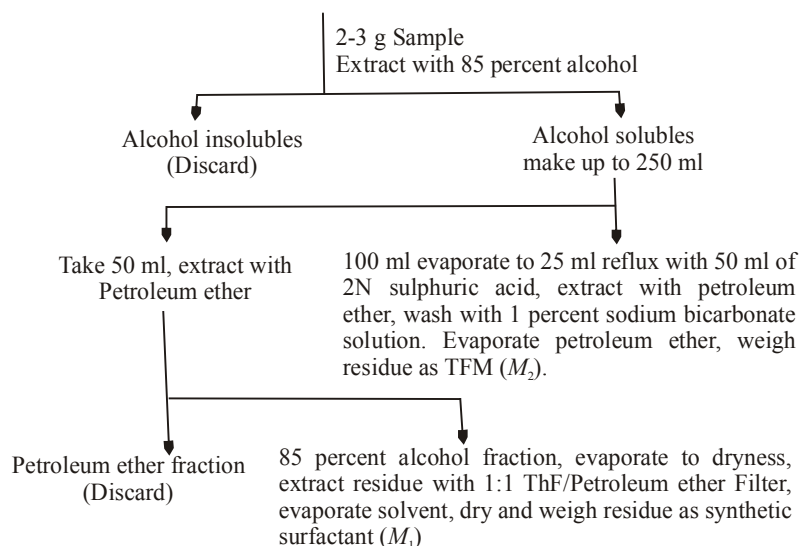 2-3 g Sample
Extract with 85 percent alcohol
Alcohol insolubles
(Discard)
Alcohol solubles
make up to 250 ml
Take 50 ml, extract with
Petroleum ether
100 ml evaporate to 25 ml reflux with 50 ml of
2N sulphuric acid, extract with petroleum
ether, wash with 1 percent sodium bicarbonate
solution. Evaporate petroleum ether, weigh
residue as TFM (M₂).
Petroleum ether fraction
(Discard)
85 percent alcohol fraction, evaporate to dryness,
extract residue with 1:1 ThF/Petroleum ether Filter,
evaporate solvent, dry and weigh residue as synthetic
surfactant (M₁)